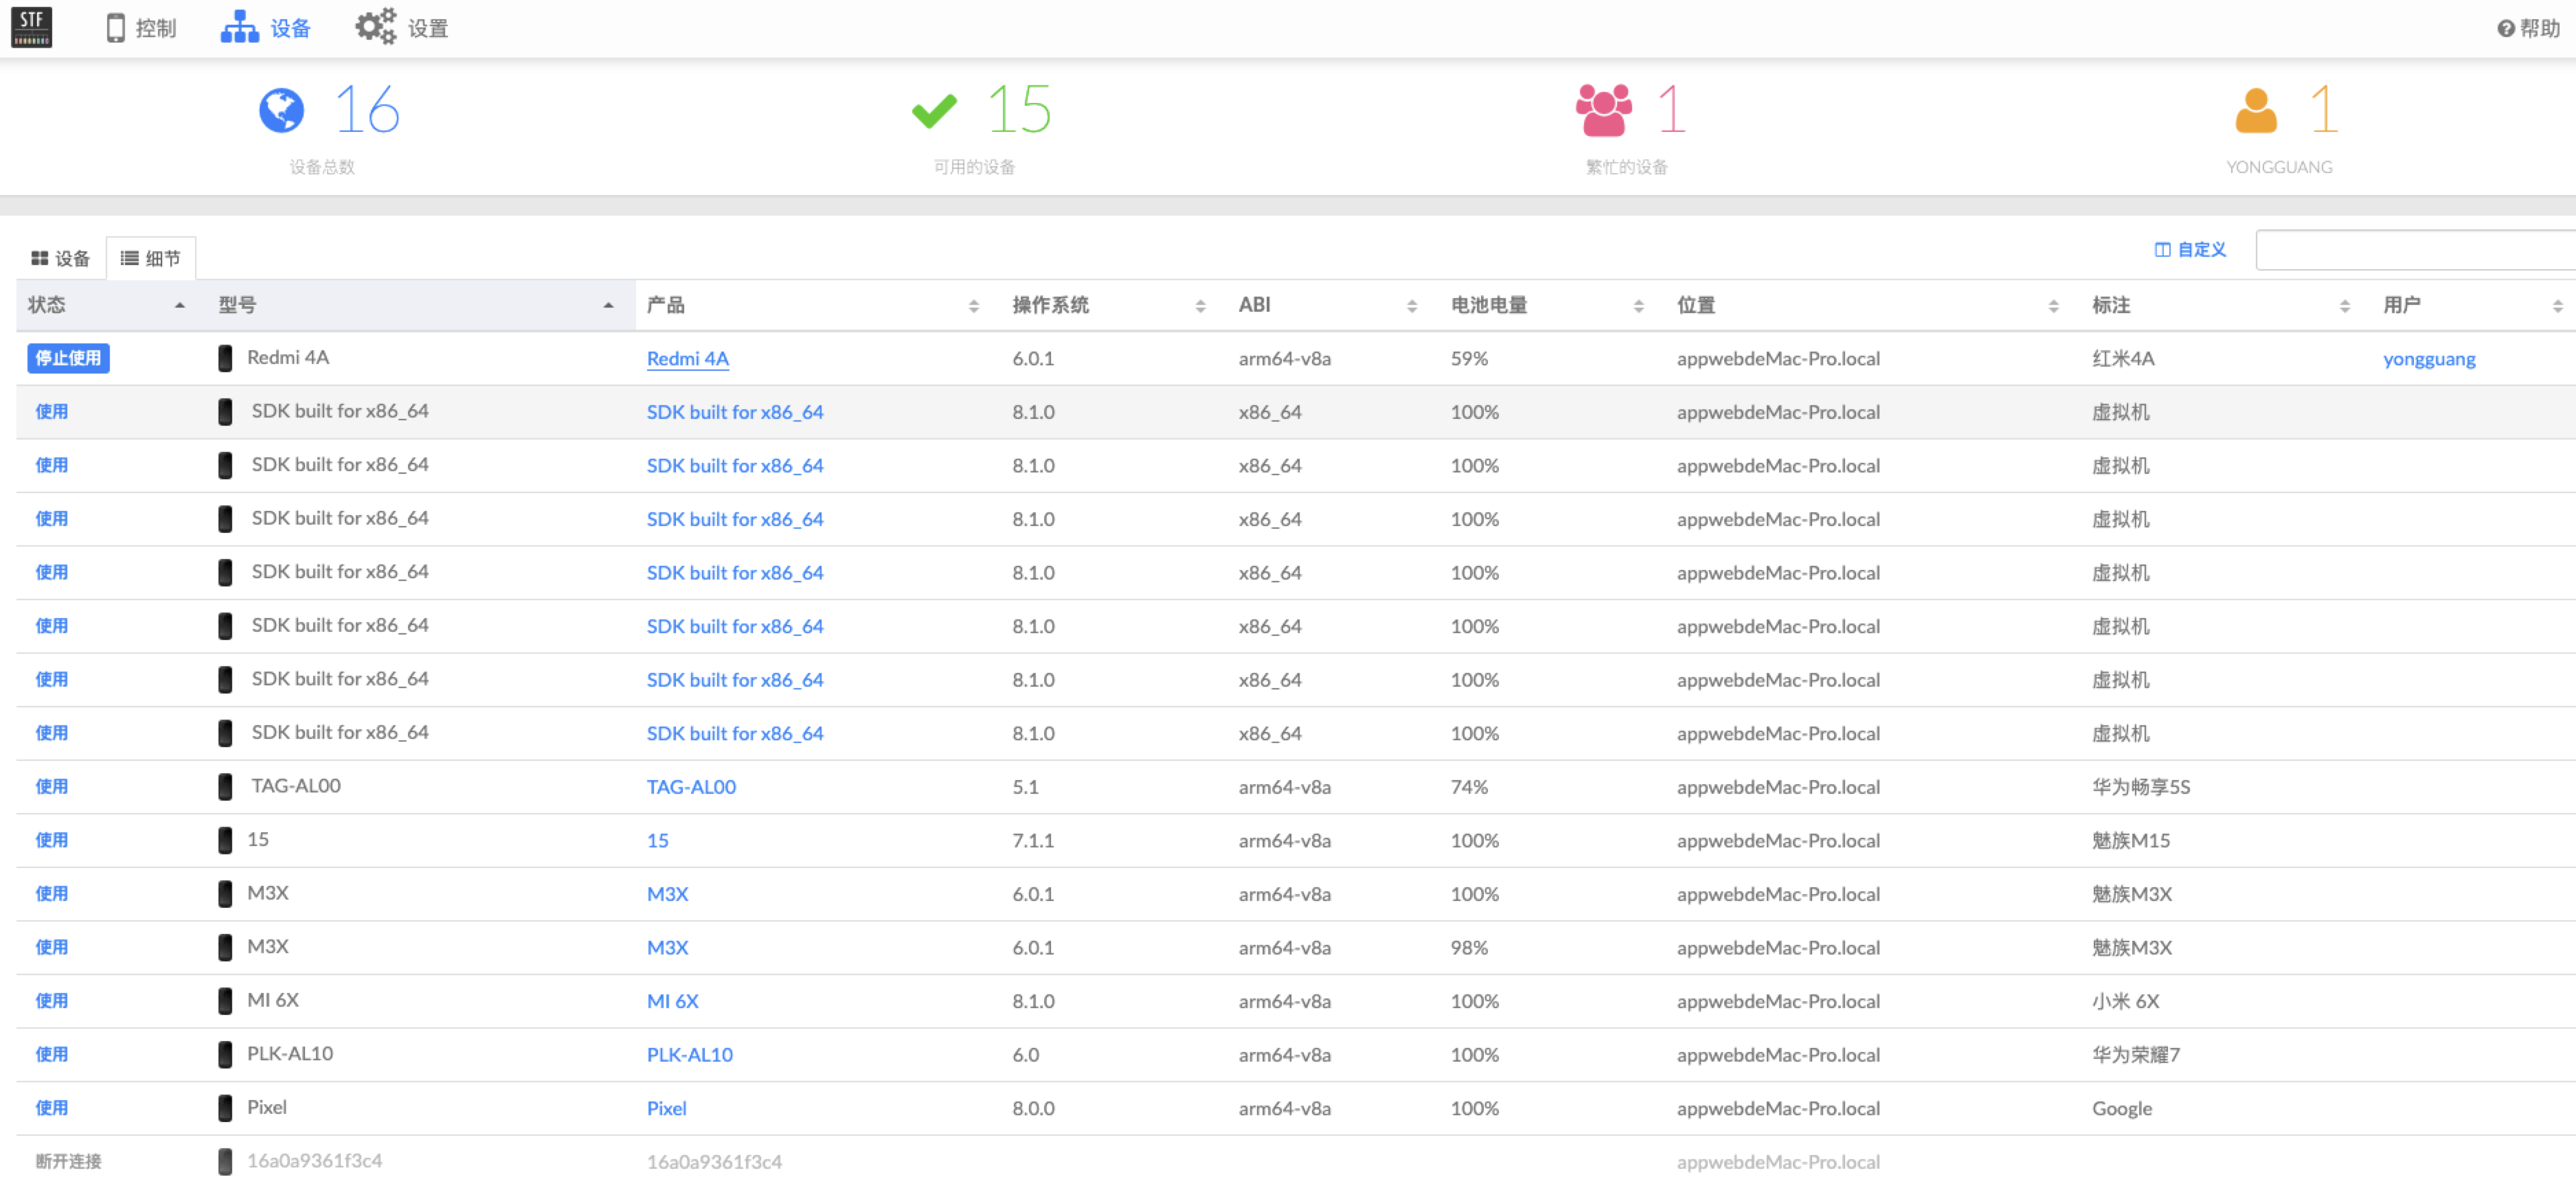 STF 控制 设备 设置 帮助
16 15 1 1
设备总数 可用的设备 繁忙的设备 YONGGUANG
设备 细节 自定义
状态 型号 产品 操作系统 ABI 电池电量 位置 标注 用户
停止使用 Redmi 4A Redmi 4A 6.0.1 arm64-v8a 59% appwebdeMac-Pro.local 红米4A yongguang
使用 SDK built for x86_64 SDK built for x86_64 8.1.0 x86_64 100% appwebdeMac-Pro.local 虚拟机
使用 SDK built for x86_64 SDK built for x86_64 8.1.0 x86_64 100% appwebdeMac-Pro.local 虚拟机
使用 SDK built for x86_64 SDK built for x86_64 8.1.0 x86_64 100% appwebdeMac-Pro.local 虚拟机
使用 SDK built for x86_64 SDK built for x86_64 8.1.0 x86_64 100% appwebdeMac-Pro.local 虚拟机
使用 SDK built for x86_64 SDK built for x86_64 8.1.0 x86_64 100% appwebdeMac-Pro.local 虚拟机
使用 SDK built for x86_64 SDK built for x86_64 8.1.0 x86_64 100% appwebdeMac-Pro.local 虚拟机
使用 SDK built for x86_64 SDK built for x86_64 8.1.0 x86_64 100% appwebdeMac-Pro.local 虚拟机
使用 TAG-AL00 TAG-AL00 5.1 arm64-v8a 74% appwebdeMac-Pro.local 华为畅享5S
使用 15 15 7.1.1 arm64-v8a 100% appwebdeMac-Pro.local 魅族M15
使用 M3X M3X 6.0.1 arm64-v8a 100% appwebdeMac-Pro.local 魅族M3X
使用 M3X M3X 6.0.1 arm64-v8a 98% appwebdeMac-Pro.local 魅族M3X
使用 MI 6X MI 6X 8.1.0 arm64-v8a 100% appwebdeMac-Pro.local 小米 6X
使用 PLK-AL10 PLK-AL10 6.0 arm64-v8a 100% appwebdeMac-Pro.local 华为荣耀7
使用 Pixel Pixel 8.0.0 arm64-v8a 100% appwebdeMac-Pro.local Google
断开连接 16a0a9361f3c4 16a0a9361f3c4 appwebdeMac-Pro.local